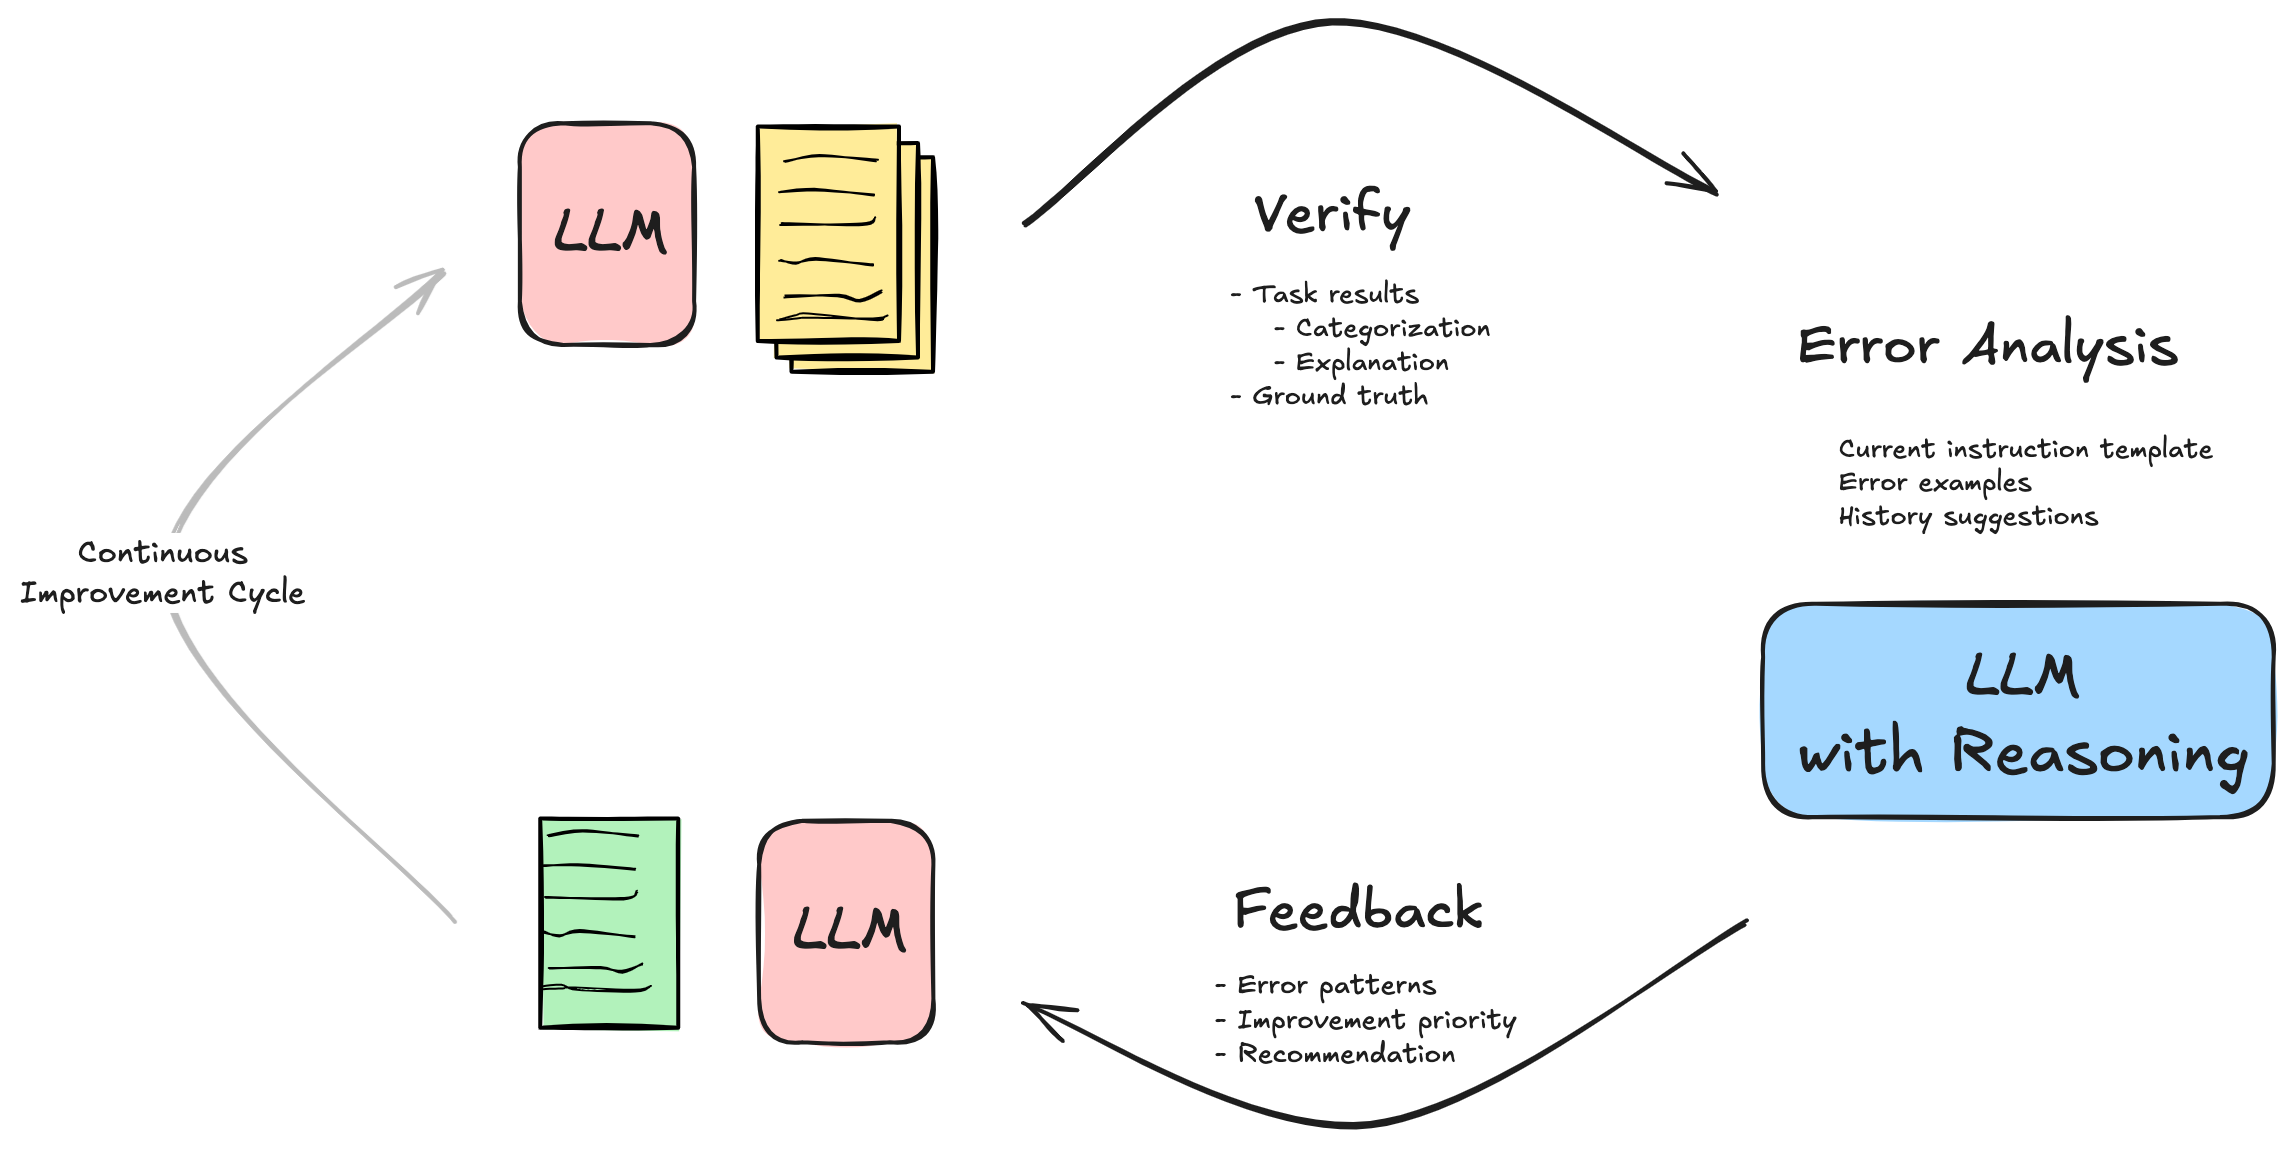 LLM
Verify
- Task results
- Categorization
- Explanation
- Ground truth
Error Analysis
Current instruction template
Error examples
History suggestions
LLM
with Reasoning
Feedback
- Error patterns
- Improvement priority
- Recommendation
LLM
Continuous
Improvement Cycle